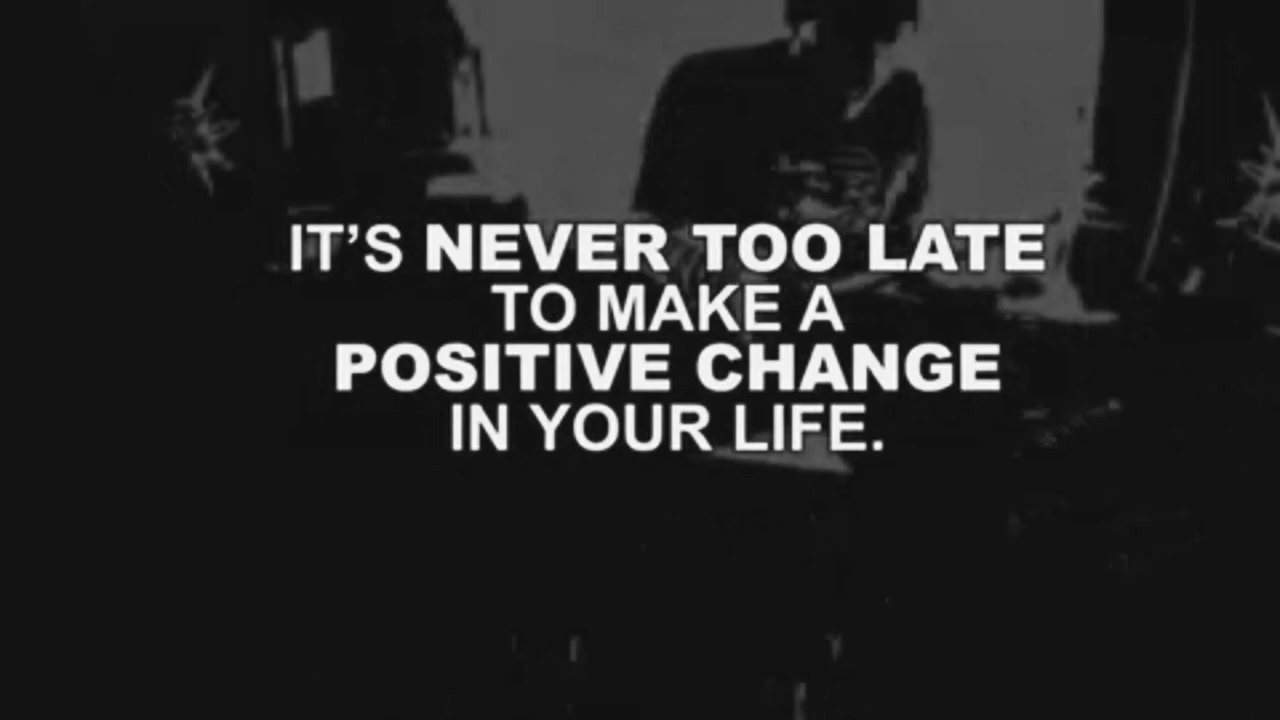 IT’S NEVER TOO LATE
TO MAKE A
POSITIVE CHANGE
IN YOUR LIFE.